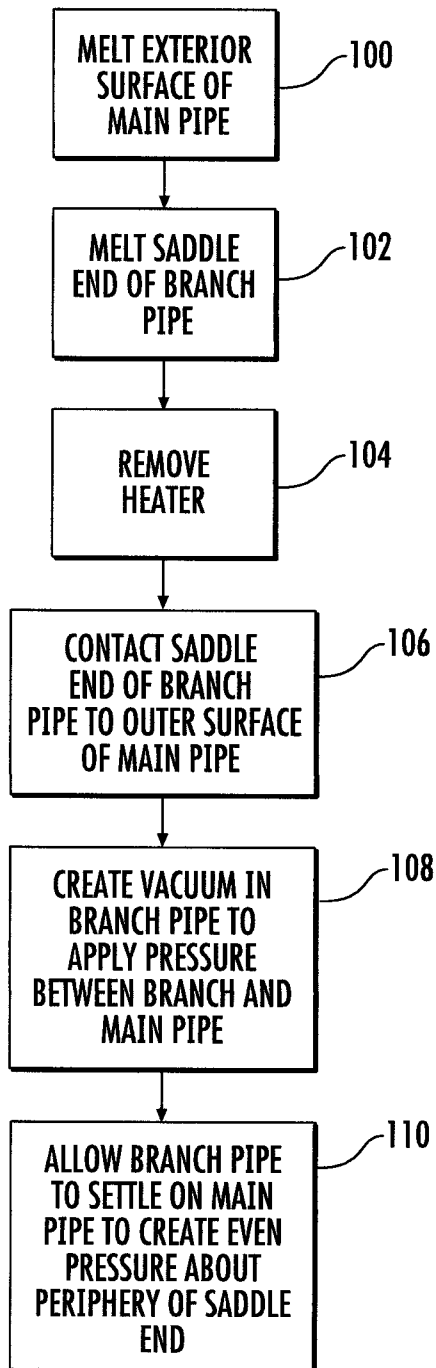 MELT EXTERIOR
SURFACE OF
MAIN PIPE
100
MELT SADDLE
END OF BRANCH
PIPE
102
REMOVE
HEATER
104
CONTACT SADDLE
END OF BRANCH
PIPE TO OUTER SURFACE
OF MAIN PIPE
106
CREATE VACUUM IN
BRANCH PIPE TO
APPLY PRESSURE
BETWEEN BRANCH AND
MAIN PIPE
108
ALLOW BRANCH PIPE
TO SETTLE ON MAIN
PIPE TO CREATE EVEN
PRESSURE ABOUT
PERIPHERY OF SADDLE
END
110